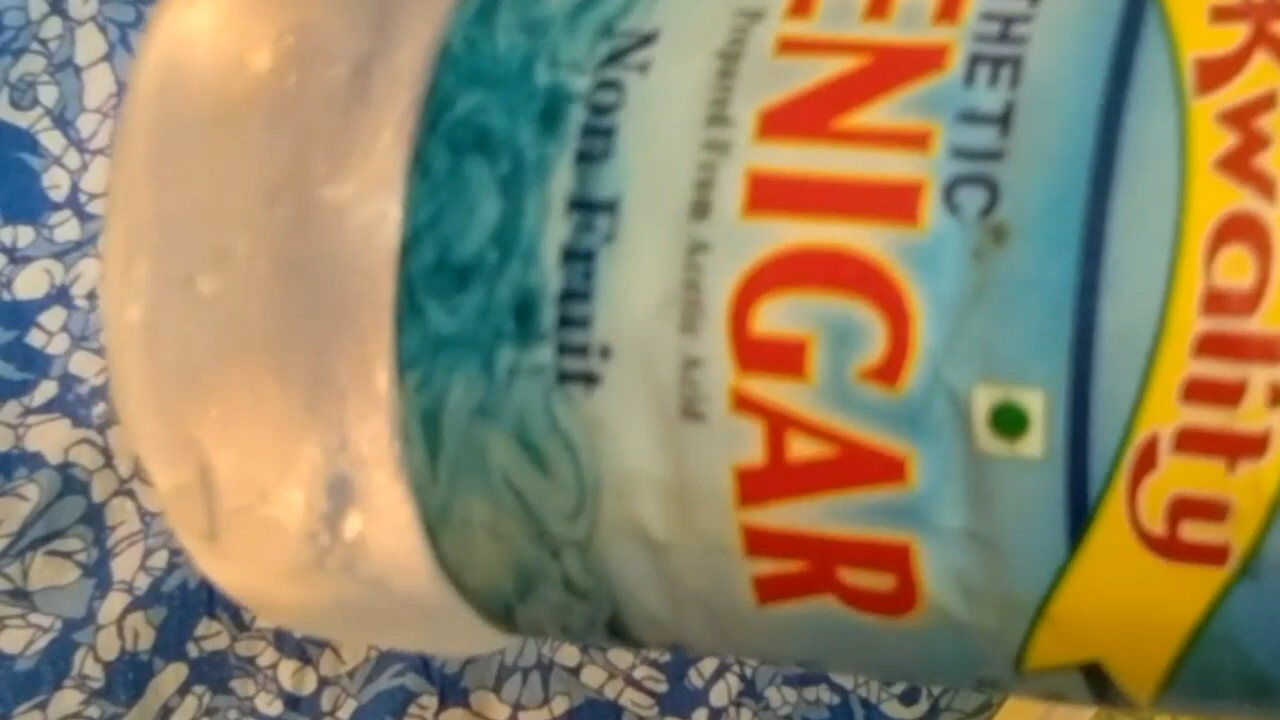 Kwality
THETIC
ENIGAR
Prepared From Acetic Acid
Non Fruit